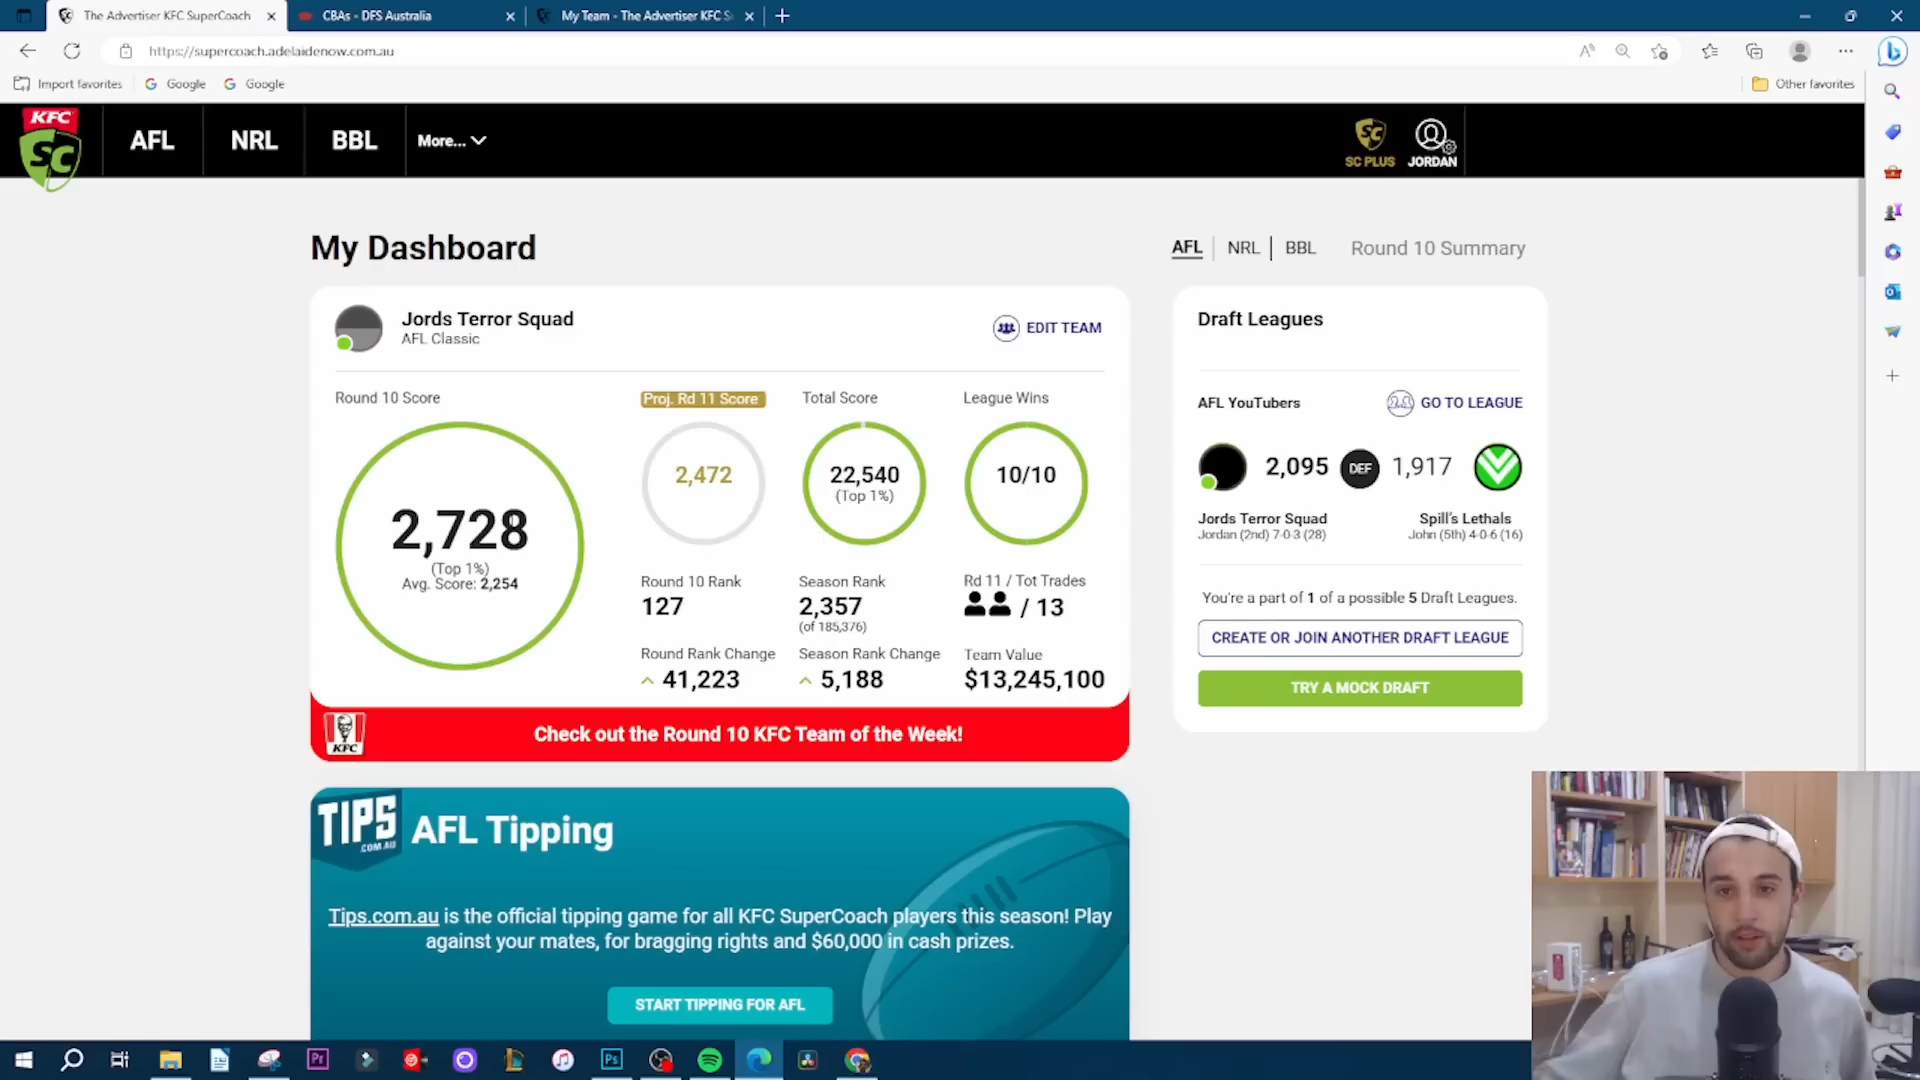 The Advertiser KFC SuperCoach
CBAs - DFS Australia
My Team - The Advertiser KFC S
https://supercoach.adelaidenow.com.au
Import favorites
Google
Google
Other favorites
KFC
SC
AFL
NRL
BBL
More...
SC
SC PLUS
JORDAN
My Dashboard
AFL
NRL
BBL
Round 10 Summary
Jords Terror Squad
AFL Classic
EDIT TEAM
Round 10 Score
2,728
(Top 1%)
Avg. Score: 2,254
Proj. Rd 11 Score
2,472
Total Score
22,540
(Top 1%)
League Wins
10/10
Round 10 Rank
127
Season Rank
2,357
(of 185,376)
Rd 11 / Tot Trades
/ 13
Round Rank Change
41,223
Season Rank Change
5,188
Team Value
$13,245,100
KFC
Check out the Round 10 KFC Team of the Week!
Draft Leagues
AFL YouTubers
GO TO LEAGUE
2,095
DEF
1,917
Jords Terror Squad
Jordan (2nd) 7-0-3 (28)
Spill's Lethals
John (5th) 4-0-6 (16)
You're a part of 1 of a possible 5 Draft Leagues.
CREATE OR JOIN ANOTHER DRAFT LEAGUE
TRY A MOCK DRAFT
TIPS
.COM.AU
AFL Tipping
Tips.com.au is the official tipping game for all KFC SuperCoach players this season! Play
against your mates, for bragging rights and $60,000 in cash prizes.
START TIPPING FOR AFL
Pr
Ps